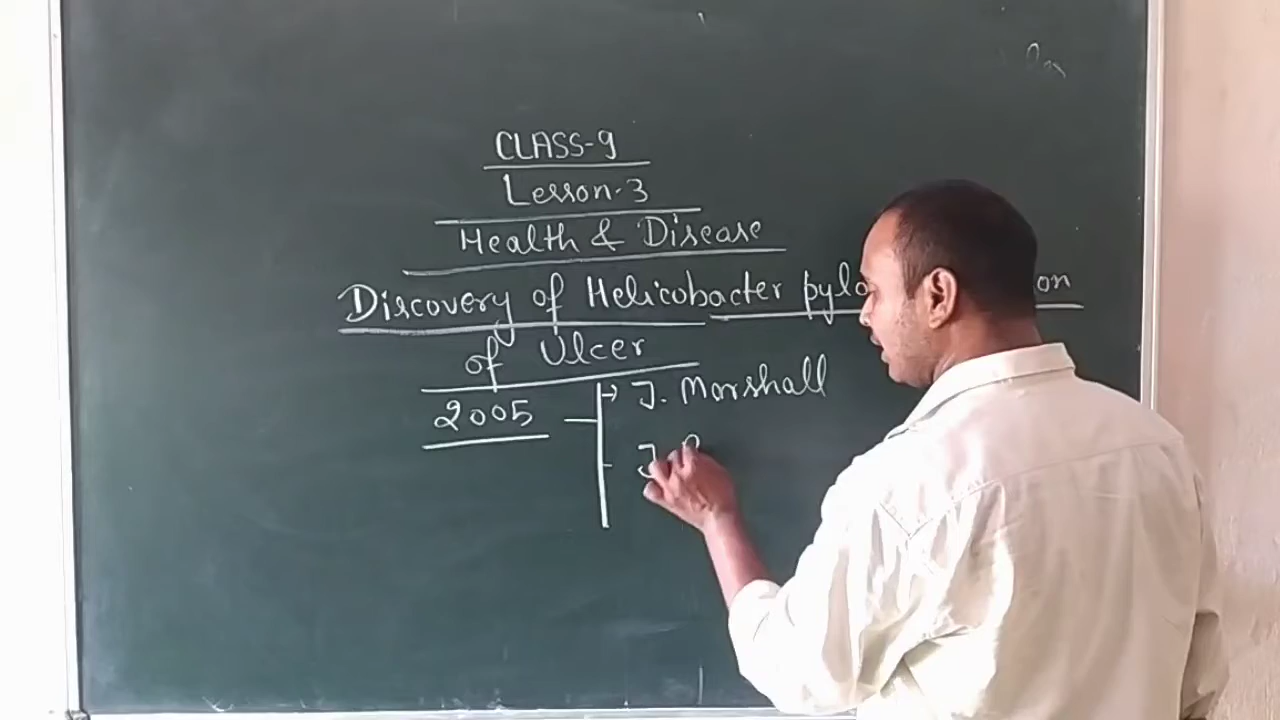 CLASS-9
Lesson-3
Health & Disease
Discovery of Helicobacter pylo on
of Ulcer
2005 → J. Marshall
J.